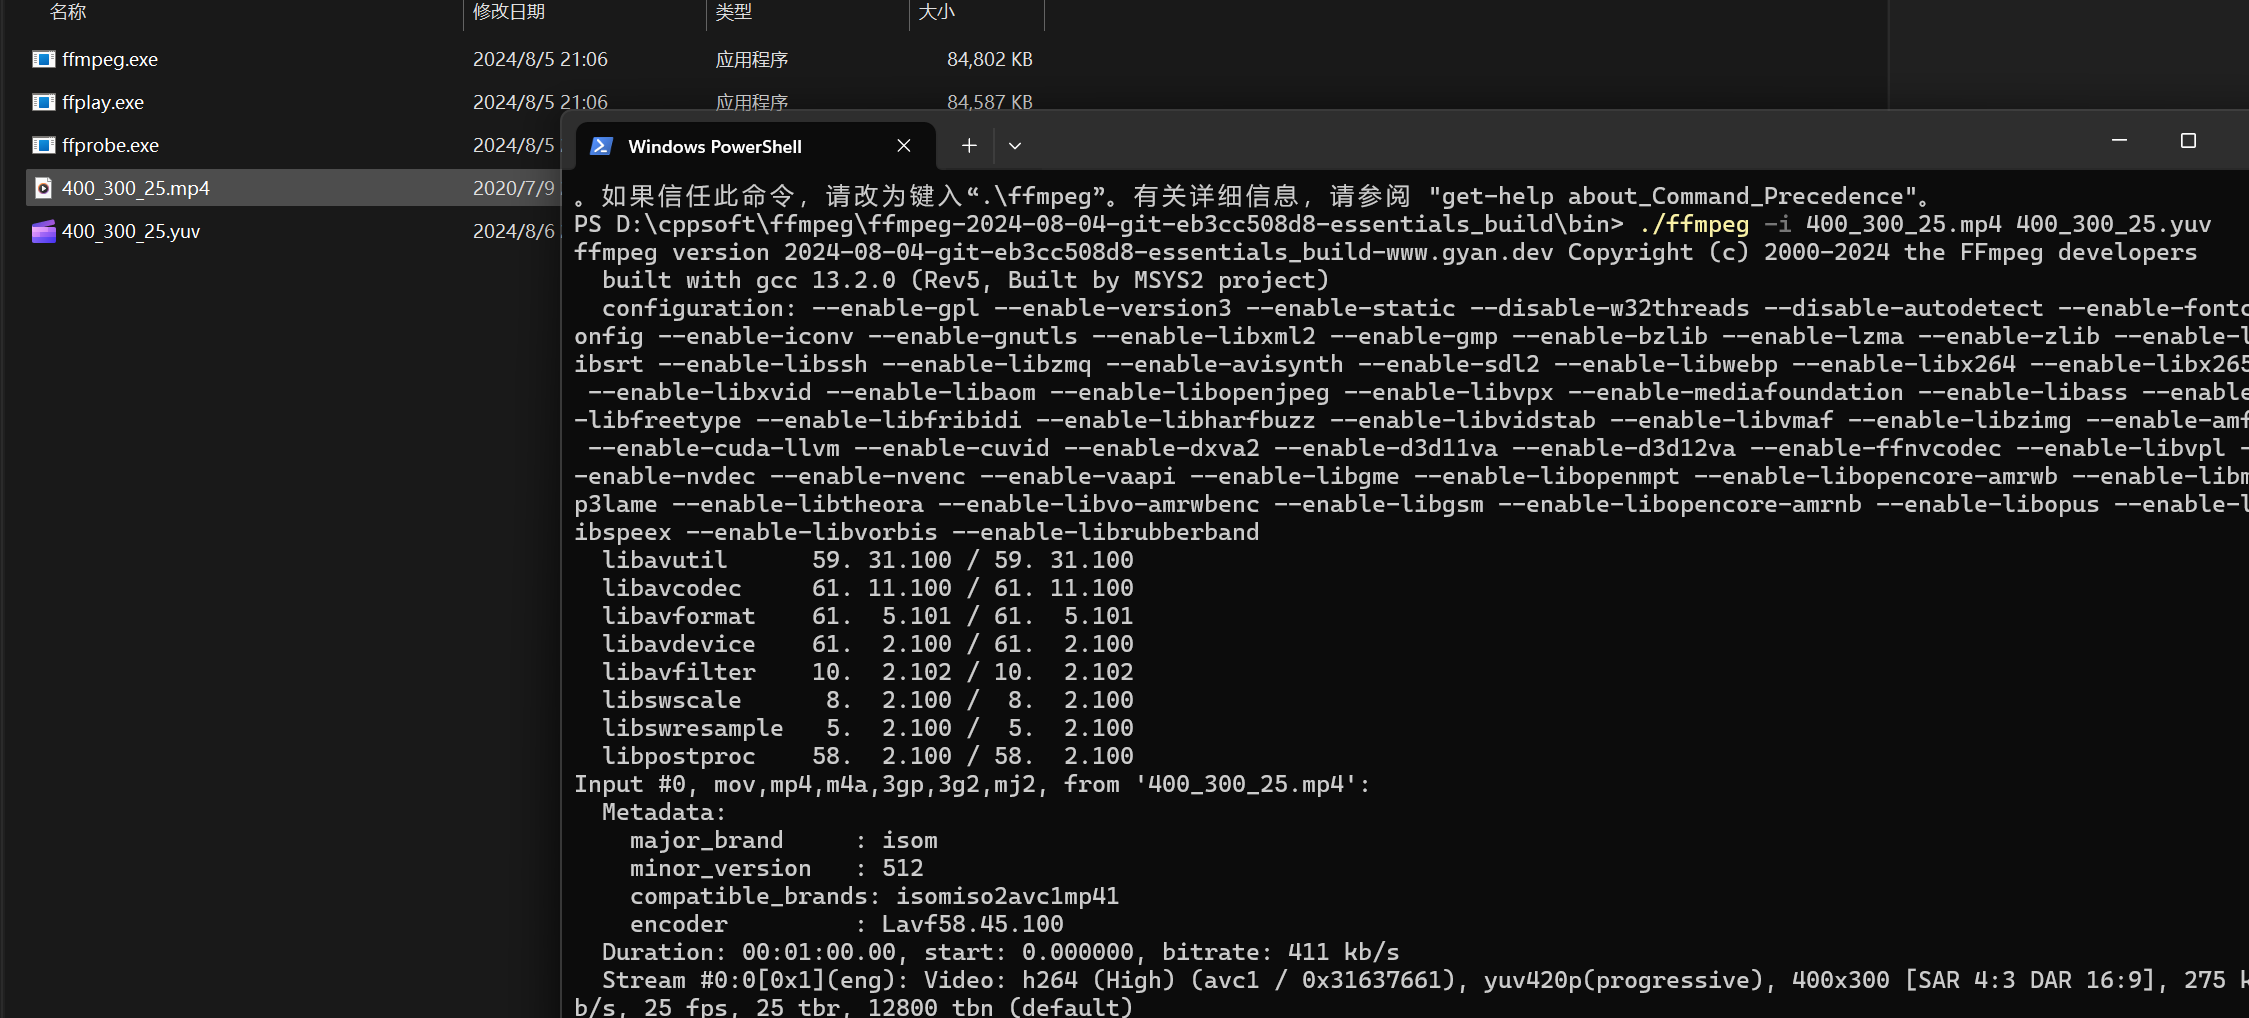 名称 修改日期 类型 大小
ffmpeg.exe 2024/8/5 21:06 应用程序 84,802 KB
ffplay.exe 2024/8/5 21:06 应用程序 84,587 KB
ffprobe.exe 2024/8/5
400_300_25.mp4 2020/7/9
400_300_25.yuv 2024/8/6
Windows PowerShell
。如果信任此命令，请改为键入“.\ffmpeg”。有关详细信息，请参阅 "get-help about_Command_Precedence"。
PS D:\cppsoft\ffmpeg\ffmpeg-2024-08-04-git-eb3cc508d8-essentials_build\bin> ./ffmpeg -i 400_300_25.mp4 400_300_25.yuv
ffmpeg version 2024-08-04-git-eb3cc508d8-essentials_build-www.gyan.dev Copyright (c) 2000-2024 the FFmpeg developers
  built with gcc 13.2.0 (Rev5, Built by MSYS2 project)
  configuration: --enable-gpl --enable-version3 --enable-static --disable-w32threads --disable-autodetect --enable-fontc
onfig --enable-iconv --enable-gnutls --enable-libxml2 --enable-gmp --enable-bzlib --enable-lzma --enable-zlib --enable-l
ibsrt --enable-libssh --enable-libzmq --enable-avisynth --enable-sdl2 --enable-libwebp --enable-libx264 --enable-libx265
 --enable-libxvid --enable-libaom --enable-libopenjpeg --enable-libvpx --enable-mediafoundation --enable-libass --enable
-libfreetype --enable-libfribidi --enable-libharfbuzz --enable-libvidstab --enable-libvmaf --enable-libzimg --enable-amf
 --enable-cuda-llvm --enable-cuvid --enable-dxva2 --enable-d3d11va --enable-d3d12va --enable-ffnvcodec --enable-libvpl -
-enable-nvdec --enable-nvenc --enable-vaapi --enable-libgme --enable-libopenmpt --enable-libopencore-amrwb --enable-libm
p3lame --enable-libtheora --enable-libvo-amrwbenc --enable-libgsm --enable-libopencore-amrnb --enable-libopus --enable-l
ibspeex --enable-libvorbis --enable-librubberband
  libavutil      59. 31.100 / 59. 31.100
  libavcodec     61. 11.100 / 61. 11.100
  libavformat    61.  5.101 / 61.  5.101
  libavdevice    61.  2.100 / 61.  2.100
  libavfilter    10.  2.102 / 10.  2.102
  libswscale      8.  2.100 /  8.  2.100
  libswresample   5.  2.100 /  5.  2.100
  libpostproc    58.  2.100 / 58.  2.100
Input #0, mov,mp4,m4a,3gp,3g2,mj2, from '400_300_25.mp4':
  Metadata:
    major_brand     : isom
    minor_version   : 512
    compatible_brands: isomiso2avc1mp41
    encoder         : Lavf58.45.100
  Duration: 00:01:00.00, start: 0.000000, bitrate: 411 kb/s
  Stream #0:0[0x1](eng): Video: h264 (High) (avc1 / 0x31637661), yuv420p(progressive), 400x300 [SAR 4:3 DAR 16:9], 275 k
b/s, 25 fps, 25 tbr, 12800 tbn (default)